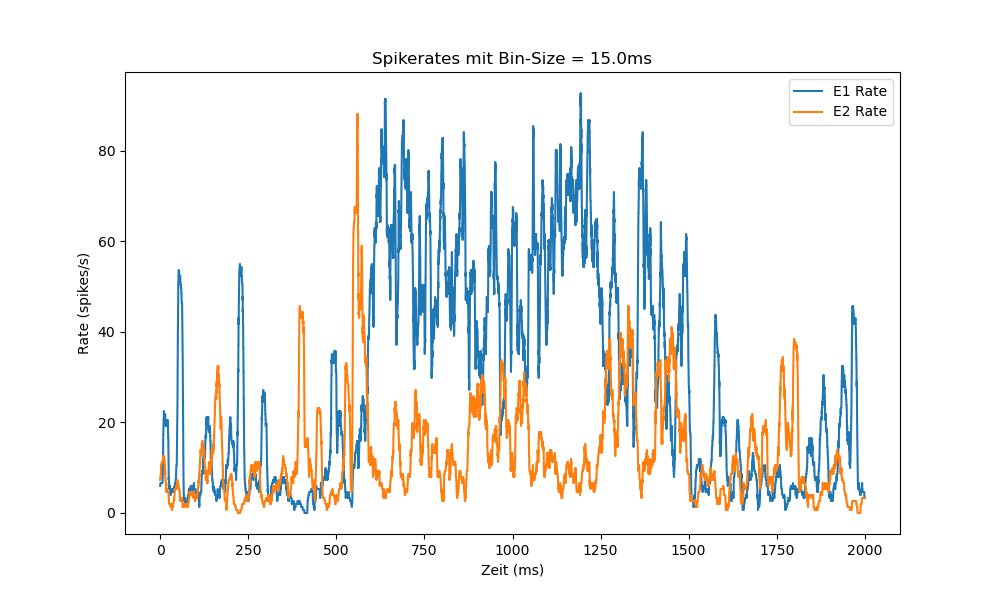 Spikerates mit Bin-Size = 15.0ms
E1 Rate
E2 Rate
Rate (spikes/s)
80
60
40
20
0
0 250 500 750 1000 1250 1500 1750 2000
Zeit (ms)